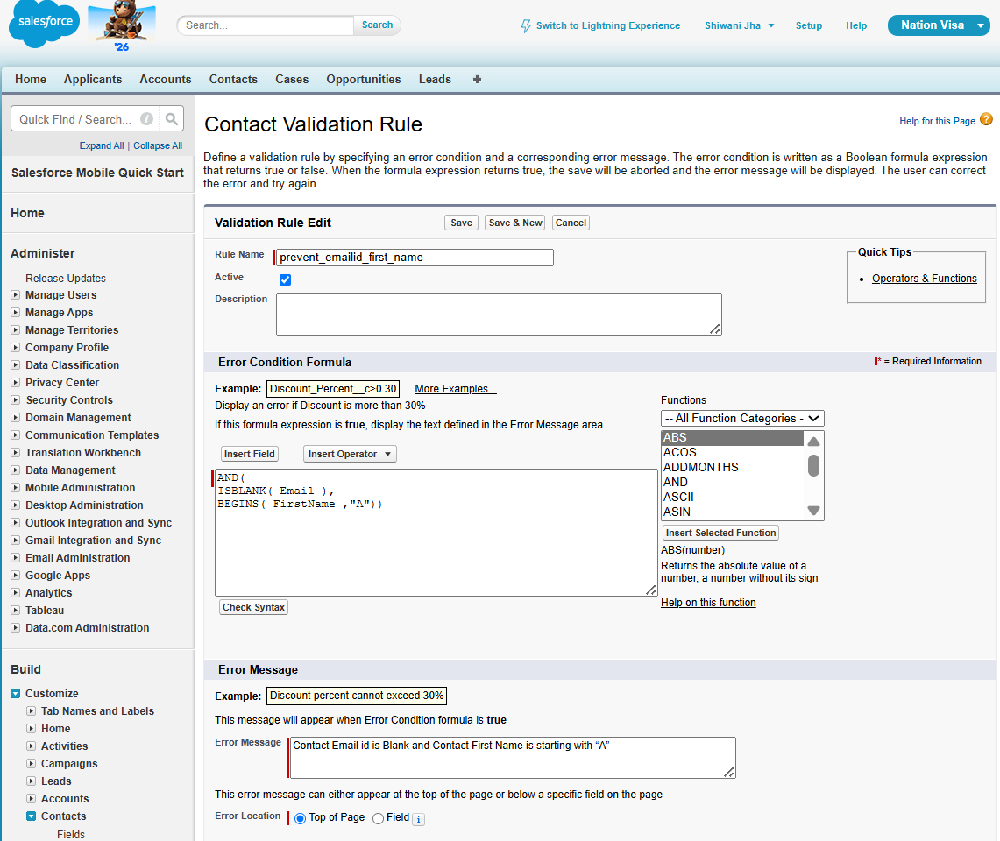 salesforce
'26
Search...
Search
Switch to Lightning Experience
Shiwani Jha
Setup
Help
Nation Visa
Home
Applicants
Accounts
Contacts
Cases
Opportunities
Leads
+
Quick Find / Search...
i
Expand All | Collapse All
Salesforce Mobile Quick Start
Home
Administer
Release Updates
Manage Users
Manage Apps
Manage Territories
Company Profile
Data Classification
Privacy Center
Security Controls
Domain Management
Communication Templates
Translation Workbench
Data Management
Mobile Administration
Desktop Administration
Outlook Integration and Sync
Gmail Integration and Sync
Email Administration
Google Apps
Analytics
Tableau
Data.com Administration
Build
Customize
Tab Names and Labels
Home
Activities
Campaigns
Leads
Accounts
Contacts
Fields
Contact Validation Rule
Help for this Page ?
Define a validation rule by specifying an error condition and a corresponding error message. The error condition is written as a Boolean formula expression
that returns true or false. When the formula expression returns true, the save will be aborted and the error message will be displayed. The user can correct
the error and try again.
Validation Rule Edit
Save
Save & New
Cancel
Rule Name
prevent_emailid_first_name
Active
Description
Quick Tips
• Operators & Functions
Error Condition Formula
* = Required Information
Example: Discount_Percent__c>0.30 More Examples...
Display an error if Discount is more than 30%
If this formula expression is true, display the text defined in the Error Message area
Insert Field
Insert Operator
AND(
ISBLANK( Email ),
BEGINS( FirstName ,"A"))
Check Syntax
Functions
-- All Function Categories -
ABS
ACOS
ADDMONTHS
AND
ASCII
ASIN
Insert Selected Function
ABS(number)
Returns the absolute value of a
number, a number without its sign
Help on this function
Error Message
Example: Discount percent cannot exceed 30%
This message will appear when Error Condition formula is true
Error Message
Contact Email id is Blank and Contact First Name is starting with “A”
This error message can either appear at the top of the page or below a specific field on the page
Error Location
Top of Page
Field
i